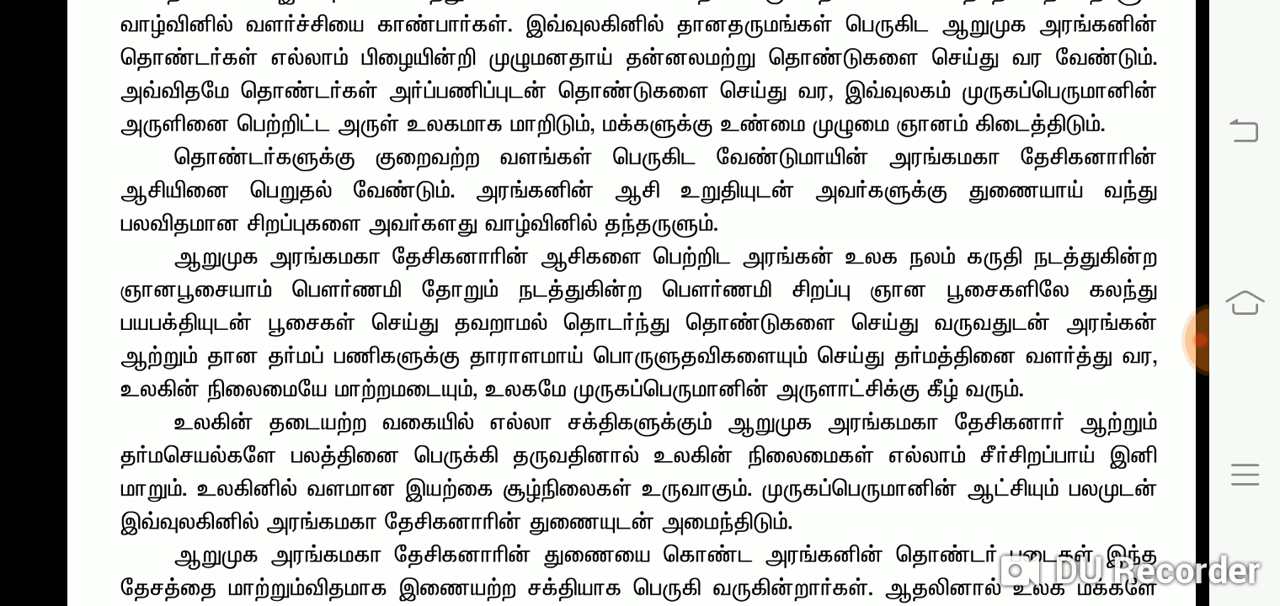 வாழ்வினில் வளர்ச்சியை காண்பார்கள். இவ்வுலகினில் தானதருமங்கள் பெருகிட ஆறுமுக அரங்கனின்
தொண்டர்கள் எல்லாம் பிழையின்றி முழுமனதாய் தன்னலமற்று தொண்டுகளை செய்து வர வேண்டும்.
அவ்விதமே தொண்டர்கள் அர்ப்பணிப்புடன் தொண்டுகளை செய்து வர, இவ்வுலகம் முருகப்பெருமானின்
அருளினை பெற்றிட்ட அருள் உலகமாக மாறிடும், மக்களுக்கு உண்மை முழுமை ஞானம் கிடைத்திடும்.
தொண்டர்களுக்கு குறைவற்ற வளங்கள் பெருகிட வேண்டுமாயின் அரங்கமகா தேசிகனாரின்
ஆசியினை பெறுதல் வேண்டும். அரங்கனின் ஆசி உறுதியுடன் அவர்களுக்கு துணையாய் வந்து
பலவிதமான சிறப்புகளை அவர்களது வாழ்வினில் தந்தருளும்.
ஆறுமுக அரங்கமகா தேசிகனாரின் ஆசிகளை பெற்றிட அரங்கன் உலக நலம் கருதி நடத்துகின்ற
ஞானபூசையாம் பௌர்ணமி தோறும் நடத்துகின்ற பௌர்ணமி சிறப்பு ஞான பூசைகளிலே கலந்து
பயபக்தியுடன் பூசைகள் செய்து தவறாமல் தொடர்ந்து தொண்டுகளை செய்து வருவதுடன் அரங்கன்
ஆற்றும் தான தர்மப் பணிகளுக்கு தாராளமாய் பொருளுதவிகளையும் செய்து தர்மத்தினை வளர்த்து வர,
உலகின் நிலைமையே மாற்றமடையும், உலகமே முருகப்பெருமானின் அருளாட்சிக்கு கீழ் வரும்.
உலகின் தடையற்ற வகையில் எல்லா சக்திகளுக்கும் ஆறுமுக அரங்கமகா தேசிகனார் ஆற்றும்
தர்மசெயல்களே பலத்தினை பெருக்கி தருவதினால் உலகின் நிலைமைகள் எல்லாம் சீர்சிறப்பாய் இனி
மாறும். உலகினில் வளமான இயற்கை சூழ்நிலைகள் உருவாகும். முருகப்பெருமானின் ஆட்சியும் பலமுடன்
இவ்வுலகினில் அரங்கமகா தேசிகனாரின் துணையுடன் அமைந்திடும்.
ஆறுமுக அரங்கமகா தேசிகனாரின் துணையை கொண்ட அரங்கனின் தொண்டர் படைகள் இந்த
தேசத்தை மாற்றும்விதமாக இணையற்ற சக்தியாக பெருகி வருகின்றார்கள். ஆதலினால் உலக மக்களே
DU Recorder